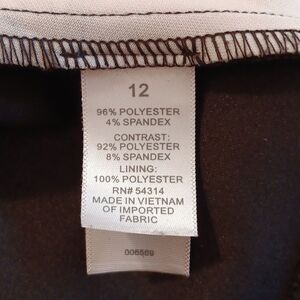 12
96% POLYESTER
4% SPANDEX
CONTRAST:
92% POLYESTER
8% SPANDEX
LINING:
100% POLYESTER
RN# 54314
MADE IN VIETNAM
OF IMPORTED
FABRIC
006569